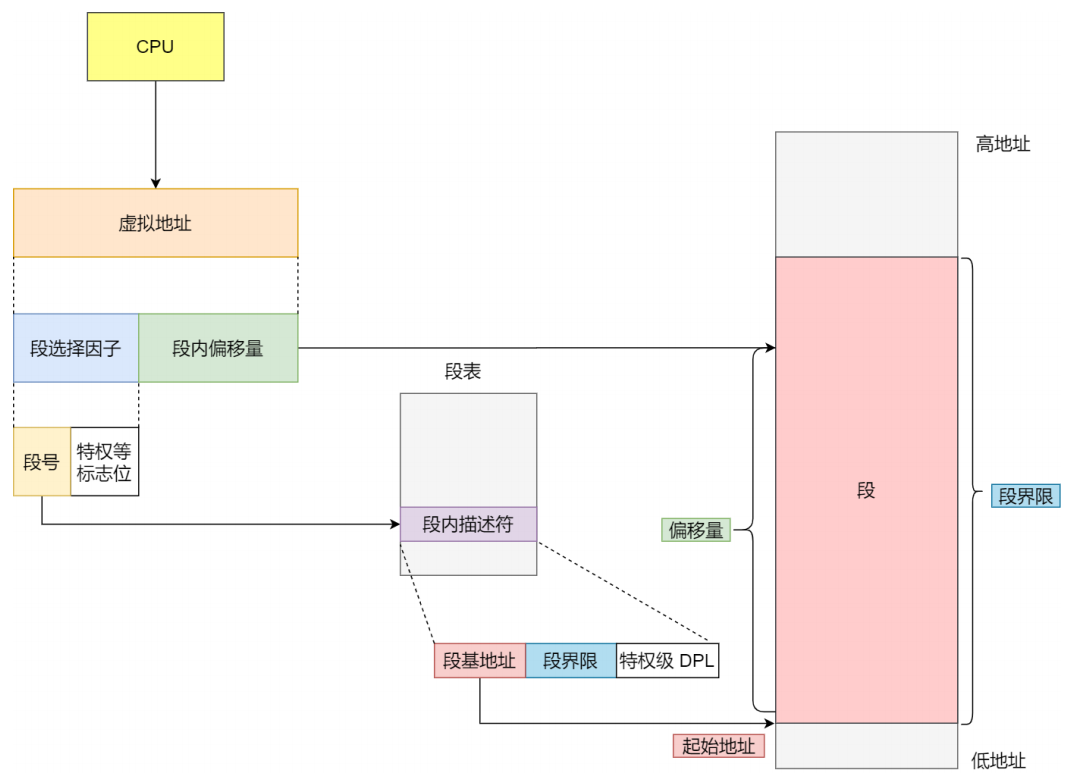 CPU
高地址
虚拟地址
段选择因子
段内偏移量
段表
段号
特权等
标志位
段内描述符
偏移量
段
段界限
段基地址
段界限
特权级 DPL
起始地址
低地址